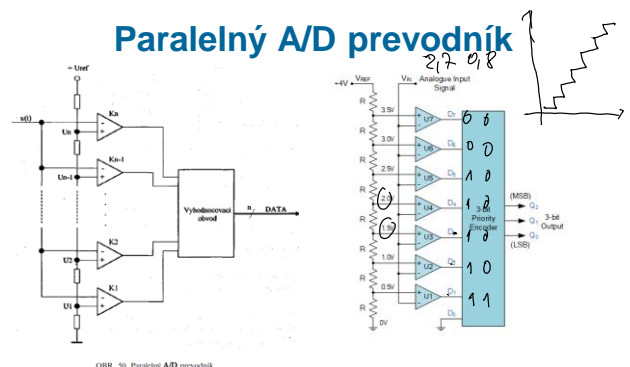 Paralelný A/D prevodník
2,7 0,8
+ Uref
u(t)
Kn
Un
Kn-1
Un-1
K2
U2
K1
U1
Vyhodnocovací
obvod
n
DATA
OBR. 50 Paralelný A/D prevodník
+4V VREF
VIN Analogue Input
Signal
R
3.5V
U7
D7
0 0
R
3.0V
U6
D6
0 0
R
2.5V
U5
D5
1 0
R
2.0V
U4
D4
1 0
R
1.5V
U3
1 0
R
1.0V
U2
D2
1 0
R
0.5V
U1
D1
1 1
R
0V
D0
3-bit
Priority
Encoder
(MSB)
Q2
Q1
Q0
(LSB)
3-bit
Output